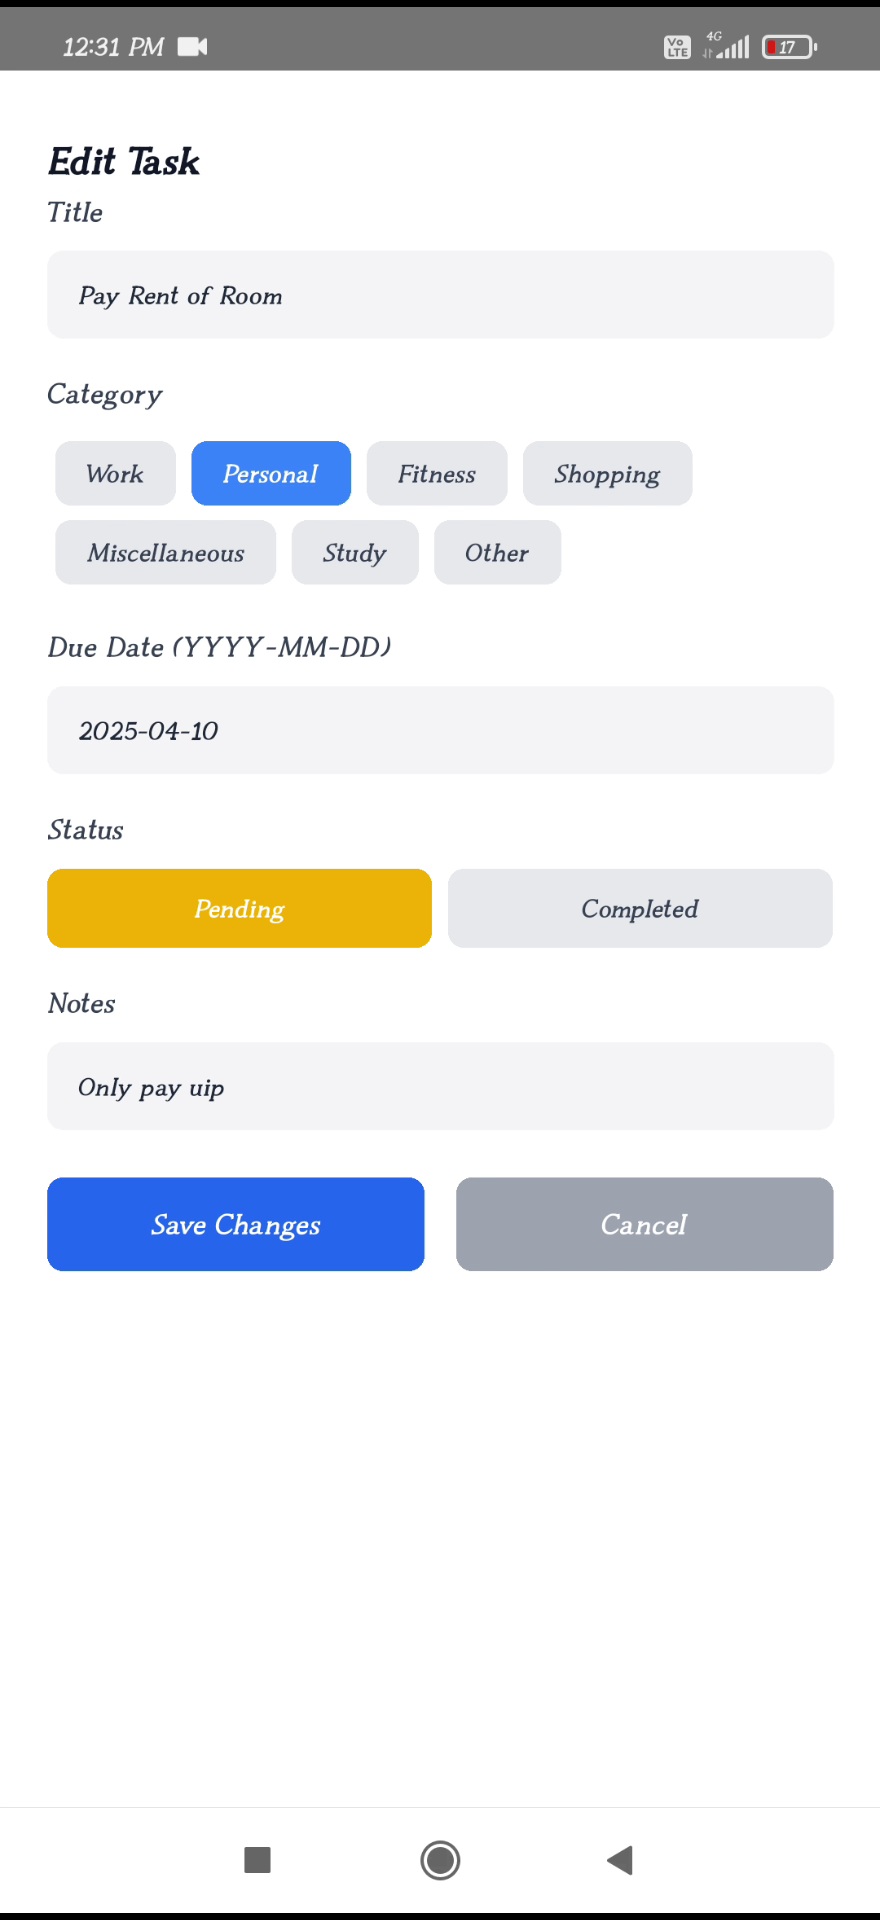 12:31 PM
Vo
LTE
4G
17
Edit Task
Title
Pay Rent of Room
Category
Work Personal Fitness Shopping
Miscellaneous Study Other
Due Date (YYYY-MM-DD)
2025-04-10
Status
Pending Completed
Notes
Only pay uip
Save Changes Cancel